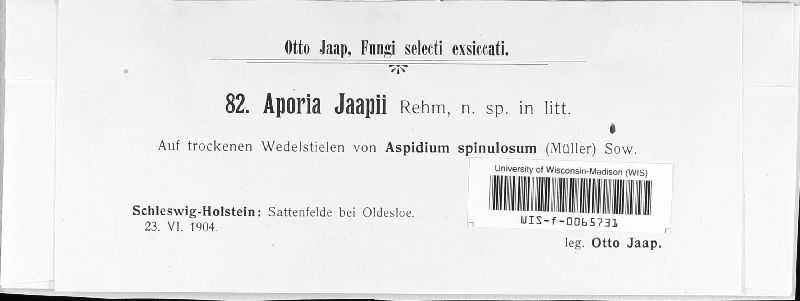 Otto Jaap, Fungi selecti exsiccati.
82. Aporia Jaapii Rehm, n. sp. in litt.
Auf trockenen Wedelstielen von Aspidium spinulosum (Müller) Sow.
University of Wisconsin-Madison (WIS)
WIS-f-0065731
Schleswig-Holstein: Sattenfelde bei Oldesloe.
23. VI. 1904.
leg. Otto Jaap.